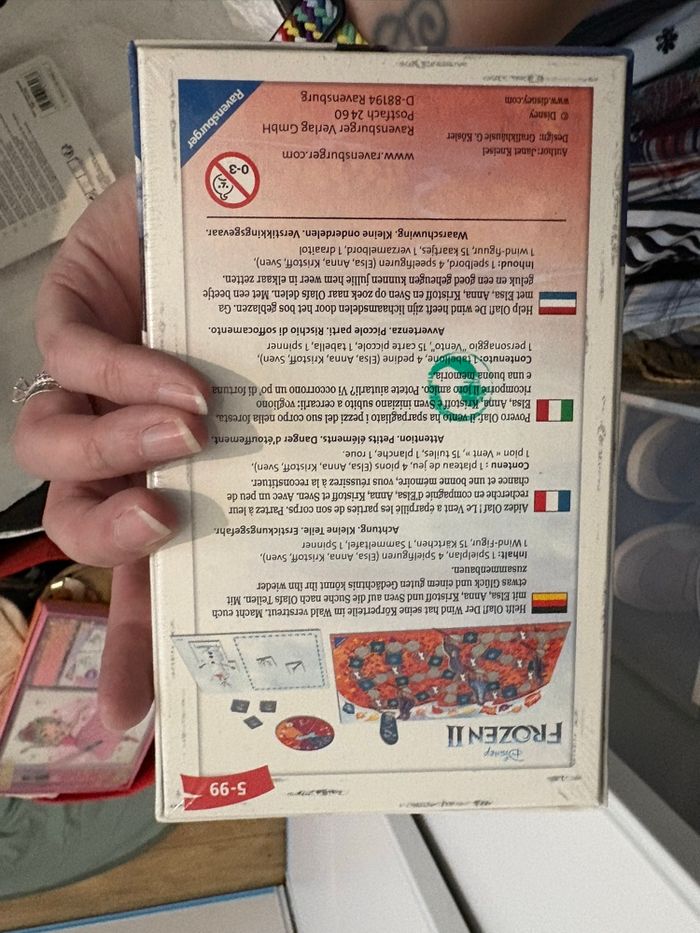 5-99
Disney
FROZEN II
Helft Olaf! Der Wind hat seine Körperteile im Wald verstreut. Macht euch
mit Elsa, Anna, Kristoff und Sven auf die Suche nach Olafs Teilen. Mit
etwas Glück und einem guten Gedächtnis könnt Ihr ihn wieder
zusammenbauen.
Inhalt: 1 Spielplan, 4 Spielfiguren (Elsa, Anna, Kristoff, Sven),
1 Wind-Figur, 15 Kärtchen, 1 Sammeltafel, 1 Spinner
Achtung. Kleine Teile. Erstickungsgefahr.
Aidez Olaf ! Le Vent a éparpillé les parties de son corps. Partez à leur
recherche en compagnie d'Elsa, Anna, Kristoff et Sven. Avec un peu de
chance et une bonne mémoire, vous réussirez à la reconstituer.
Contenu : 1 plateau de jeu, 4 pions (Elsa, Anna, Kristoff, Sven),
1 pion « Vent », 15 tuiles, 1 planche, 1 roue.
Attention. Petits éléments. Danger d'étouffement.
Povero Olaf: il vento ha sparpagliato i pezzi del suo corpo nella foresta.
Elsa, Anna, Kristoff e Sven iniziano subito a cercarli: vogliono
ricomporre il loro amico. Potete aiutarli? Vi occorrono un po' di fortuna
e una buona memoria.
Contenuto: 1 tabellone, 4 pedine (Elsa, Anna, Kristoff, Sven),
1 personaggio "Vento", 15 carte piccole, 1 tabella, 1 spinner
Avvertenza. Piccole parti. Rischio di soffocamento.
Help Olaf! De wind heeft zijn lichaamsdelen door het bos geblazen. Ga
met Elsa, Anna, Kristoff en Sven op zoek naar Olafs delen. Met een beetje
geluk en een goed geheugen kunnen jullie hem weer in elkaar zetten.
Inhoud: 1 spelbord, 4 speelfiguren (Elsa, Anna, Kristoff, Sven),
1 wind-figuur, 15 kaartjes, 1 verzamelbord, 1 draaitol
Waarschuwing. Kleine onderdelen. Verstikkingsgevaar.
0-3
www.ravensburger.com
Ravensburger Verlag GmbH
Postfach 24 60
D-88194 Ravensburg
Author: Janet Kneisel
Design: Grafikhäusle G. Kösler
© Disney
www.disney.com
Ravensburger